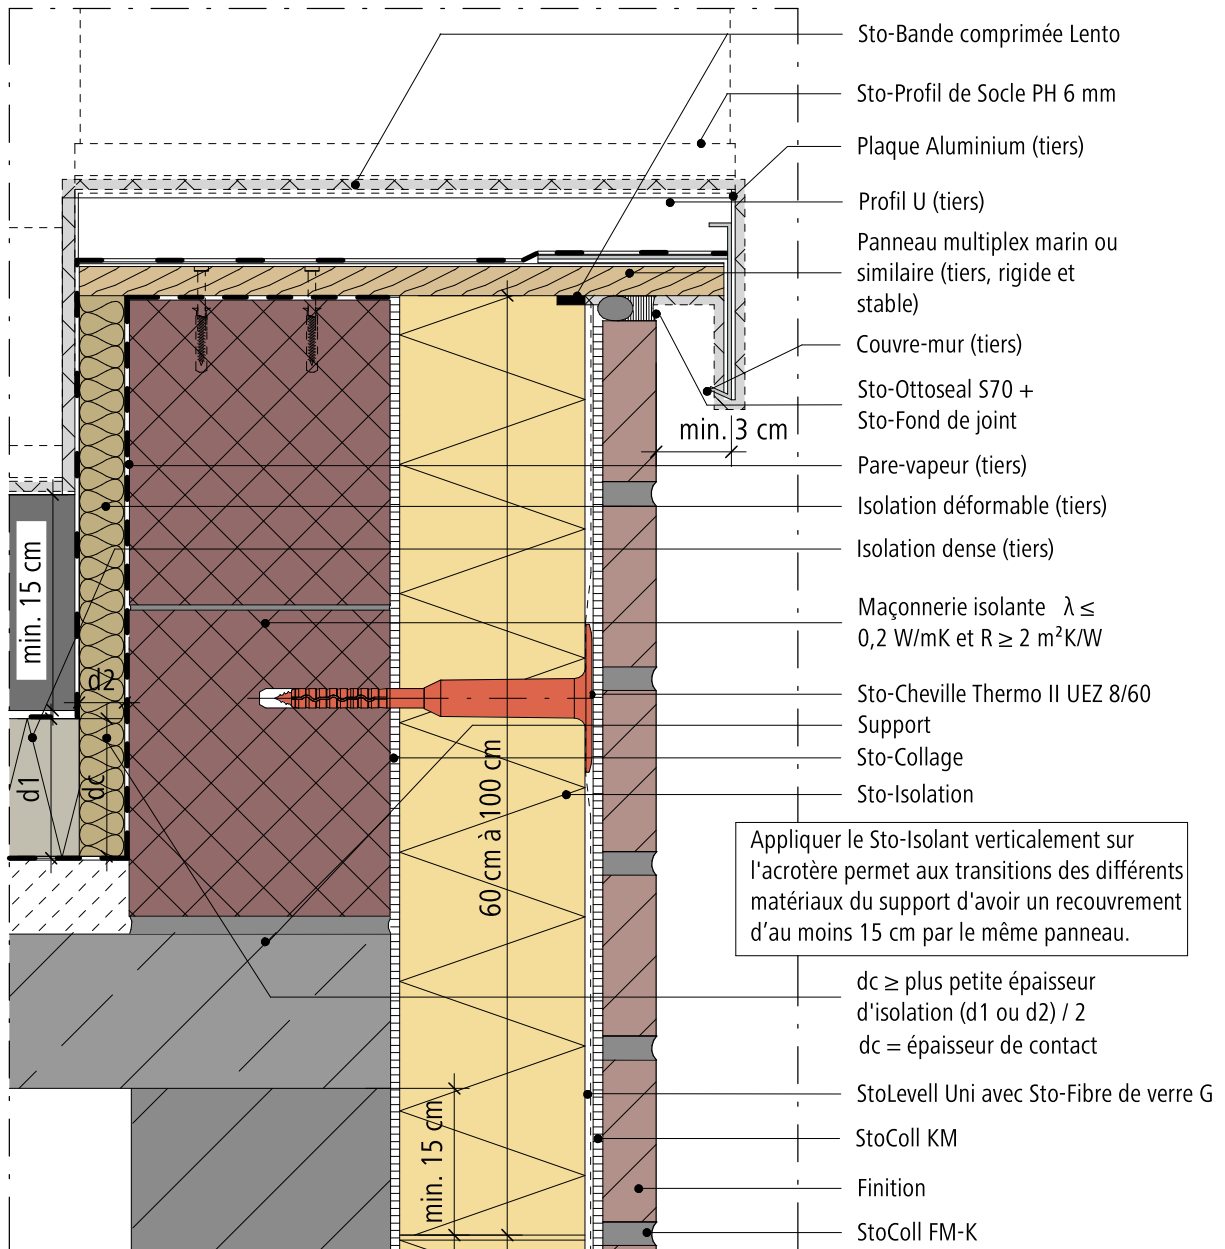 Sto-Bande comprimée Lento
Sto-Profil de Socle PH 6 mm
Plaque Aluminium (tiers)
Profil U (tiers)
Panneau multiplex marin ou
similaire (tiers, rigide et
stable)
Couvre-mur (tiers)
Sto-Ottoseal S70 +
Sto-Fond de joint
min. 3 cm
Pare-vapeur (tiers)
Isolation déformable (tiers)
Isolation dense (tiers)
min. 15 cm
Maçonnerie isolante λ ≤
0,2 W/mK et R ≥ 2 m²K/W
d2
Sto-Cheville Thermo II UEZ 8/60
Support
Sto-Collage
Sto-Isolation
d1
dc
60 cm à 100 cm
Appliquer le Sto-Isolant verticalement sur
l'acrotère permet aux transitions des différents
matériaux du support d'avoir un recouvrement
d’au moins 15 cm par le même panneau.
dc ≥ plus petite épaisseur
d'isolation (d1 ou d2) / 2
dc = épaisseur de contact
StoLevell Uni avec Sto-Fibre de verre G
min. 15 cm
StoColl KM
Finition
StoColl FM-K